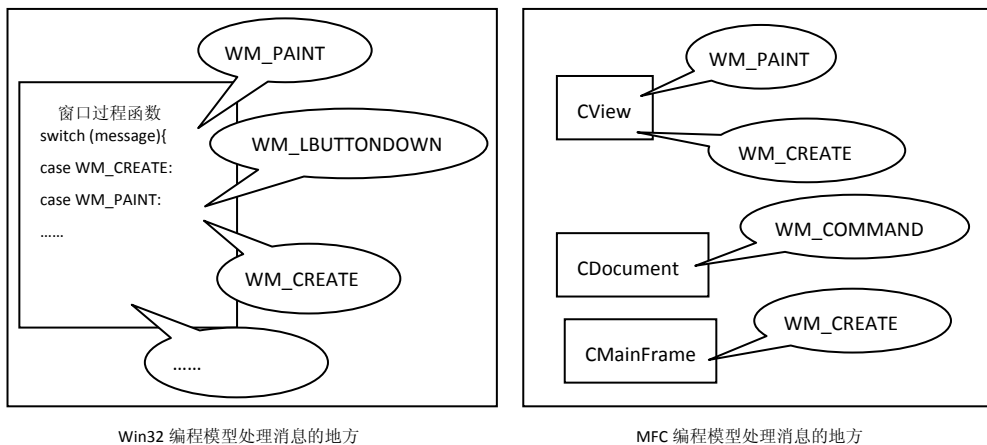 WM_PAINT
窗口过程函数
switch (message){
case WM_CREATE:
case WM_PAINT:
……
WM_LBUTTONDOWN
WM_CREATE
……
Win32 编程模型处理消息的地方
WM_PAINT
CView
WM_CREATE
WM_COMMAND
CDocument
WM_CREATE
CMainFrame
MFC 编程模型处理消息的地方